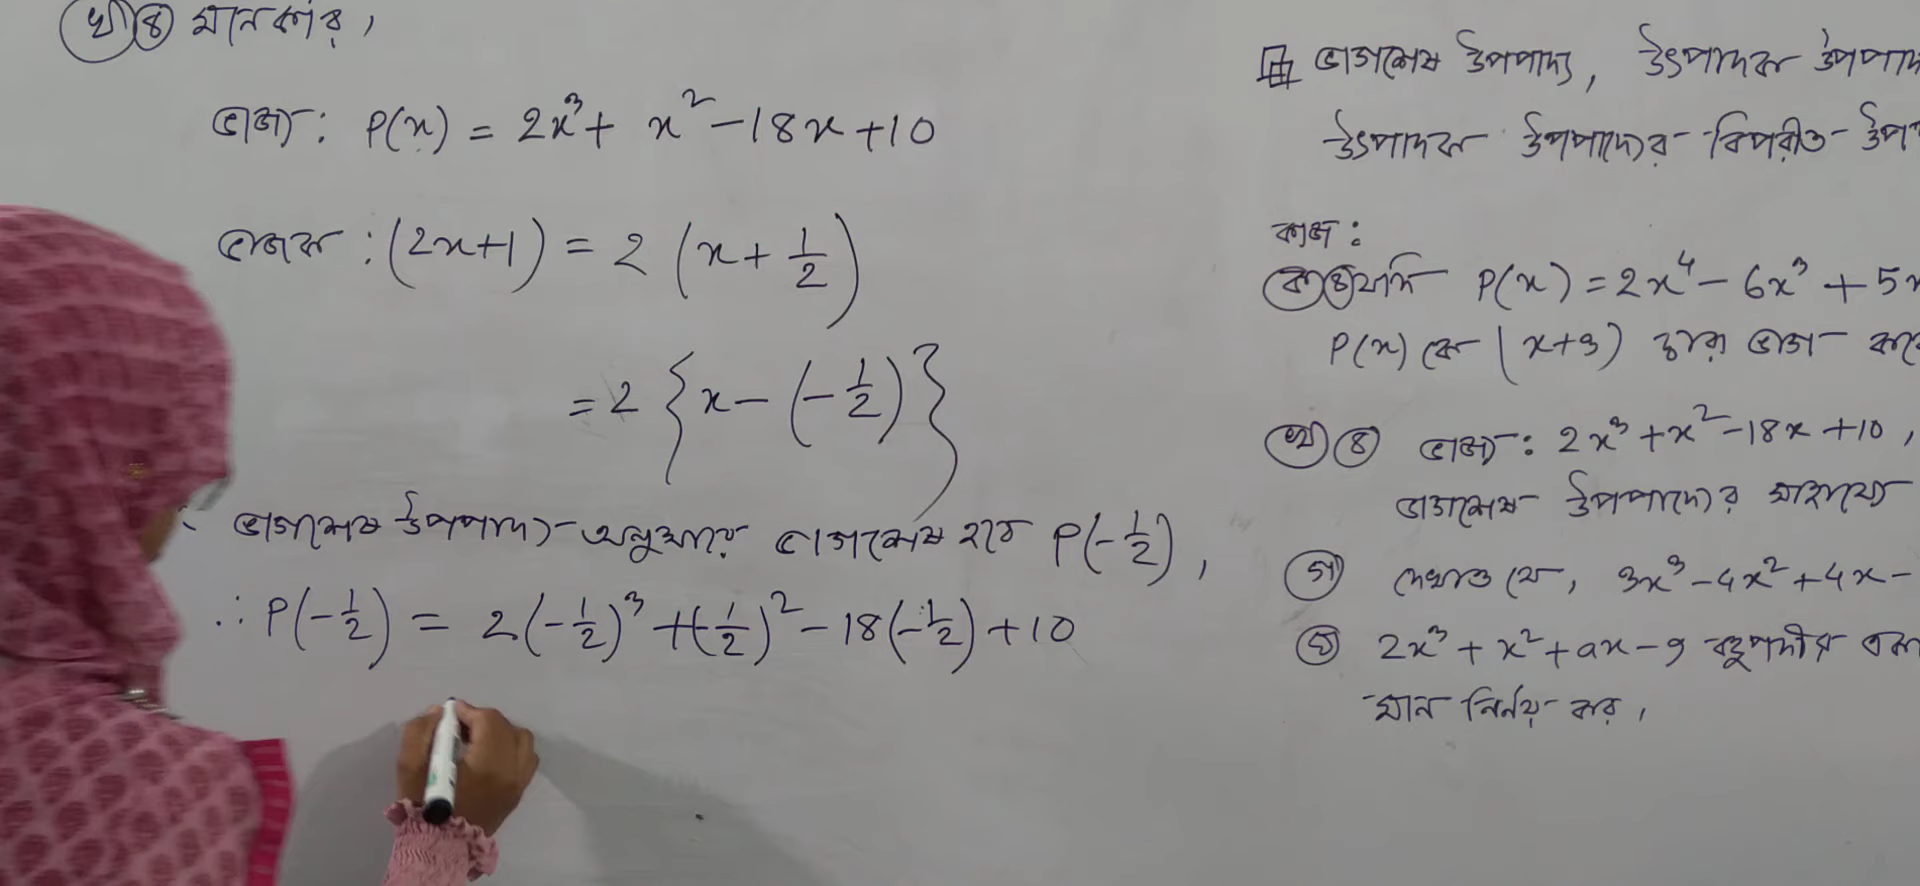 খ ৪ মনেকরি,
ভাজ্য: P(x) = 2x³ + x² - 18x + 10
ভাজক : (2x+1) = 2 (x + 1/2)
= 2 {x - (-1/2)}
ভাগশেষ উপপাদ্য অনুযায়ে ভাগশেষ হবে P(-1/2),
∴ P(-1/2) = 2(-1/2)³ + (-1/2)² - 18(-1/2) + 10
ভাগশেষ উপপাদ্য, উৎপাদক উপপাদ
উৎপাদক উপপাদ্যের বিপরীত উপ
কাজ:
ক ৪ যদি P(x) = 2x⁴ - 6x³ + 5x
P(x) কে (x+3) দ্বারা ভাগ করে
খ ৪ ভাজ্য: 2x³ + x² - 18x + 10,
ভাগশেষ উপপাদ্যের সাহায্যে
গ দেখাও যে, 3x³ - 4x² + 4x -
ঘ 2x³ + x² + ax - 9 বহুপদীর এক
মান নির্ণয় কর,